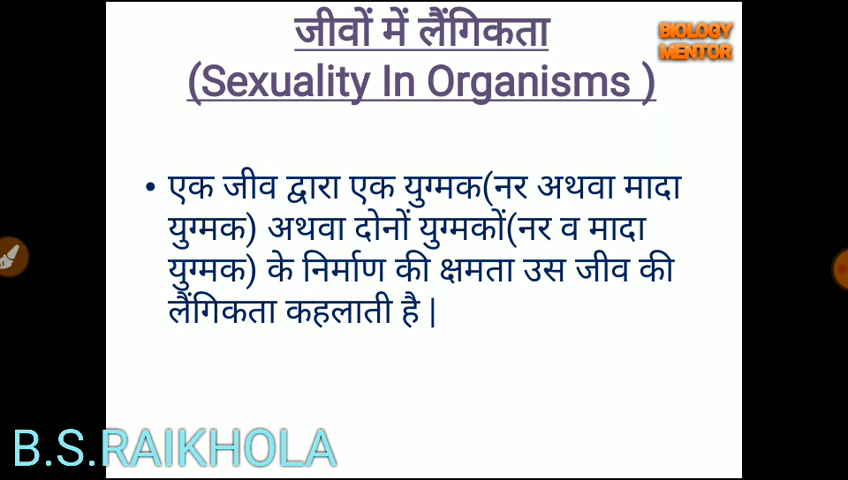 जीवों में लैंगिकता
(Sexuality In Organisms )
BIOLOGY
MENTOR
• एक जीव द्वारा एक युग्मक(नर अथवा मादा
युग्मक) अथवा दोनों युग्मकों(नर व मादा
युग्मक) के निर्माण की क्षमता उस जीव की
लैंगिकता कहलाती है |
B.S.RAIKHOLA